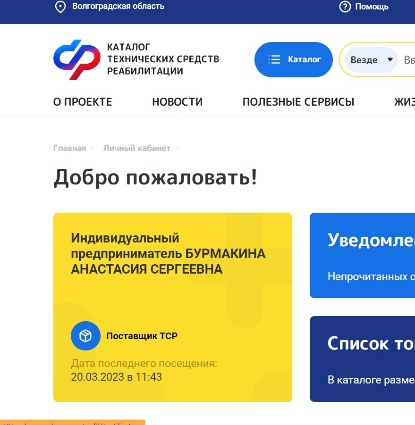 Волгоградская область
Помощь
КАТАЛОГ
ТЕХНИЧЕСКИХ СРЕДСТВ
РЕАБИЛИТАЦИИ
Каталог
Везде
О ПРОЕКТЕ НОВОСТИ ПОЛЕЗНЫЕ СЕРВИСЫ ЖИЗ
Главная Личный кабинет
Добро пожаловать!
Индивидуальный
предприниматель БУРМАКИНА
АНАСТАСИЯ СЕРГЕЕВНА
Поставщик ТСР
Дата последнего посещения:
20.03.2023 в 11:43
Уведомле
Непрочитанных с
Список то
В каталоге разме